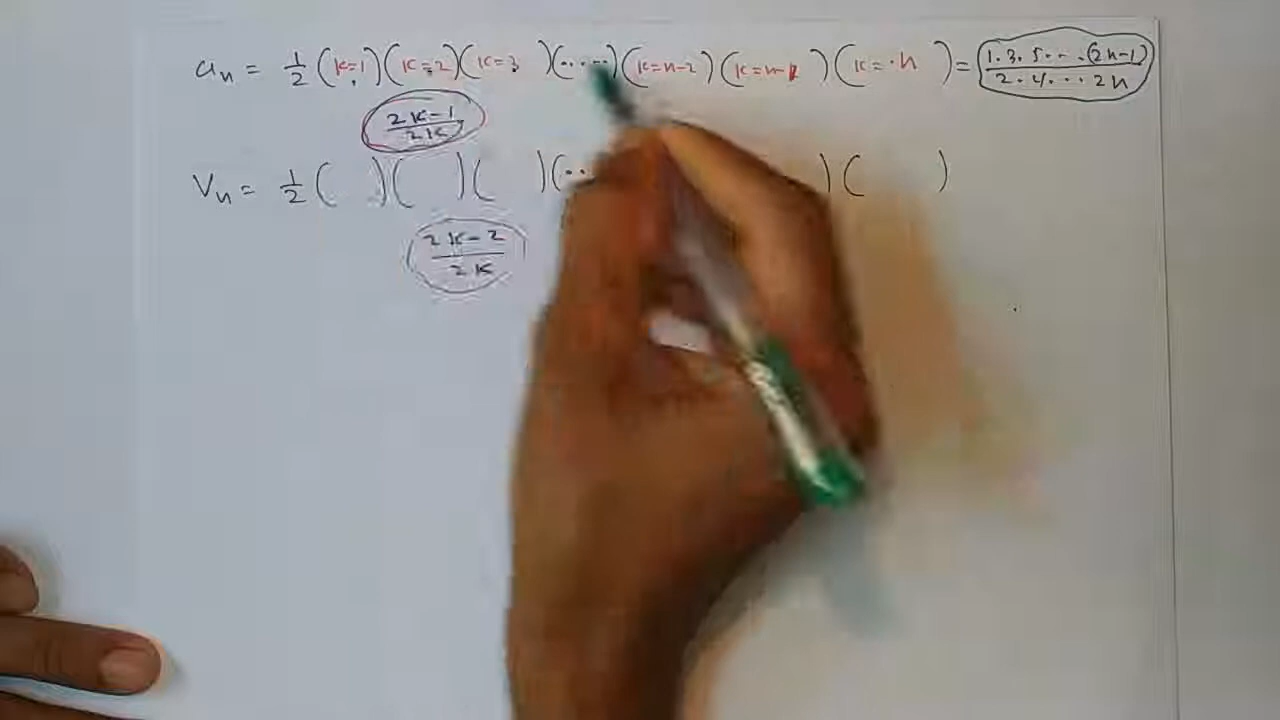 uₙ = 1/2 (k=1)(k=2)(k=3 )(....)(k=n-2)(k=n-1 )(k=n ) = 1.3.5....(2n-1)/2.4...2n
2k-1/2k
Vₙ = 1/2 ( )( )( )(.. )( )
2k-2/2k